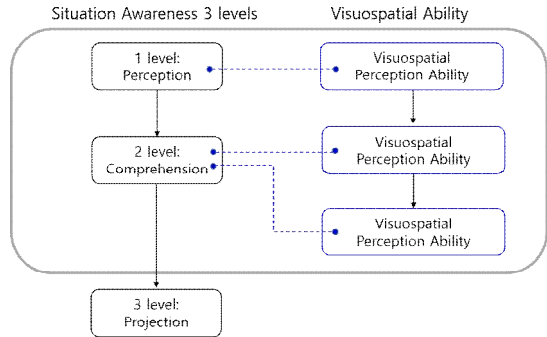 Situation Awareness 3 levels
Visuospatial Ability
1 level:
Perception
Visuospatial
Perception Ability
2 level:
Comprehension
Visuospatial
Perception Ability
Visuospatial
Perception Ability
3 level:
Projection